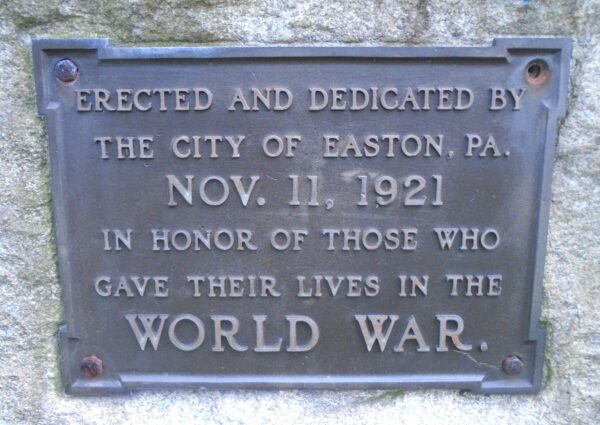 ERECTED AND DEDICATED BY
THE CITY OF EASTON, PA.
NOV. 11, 1921
IN HONOR OF THOSE WHO
GAVE THEIR LIVES IN THE
WORLD WAR.